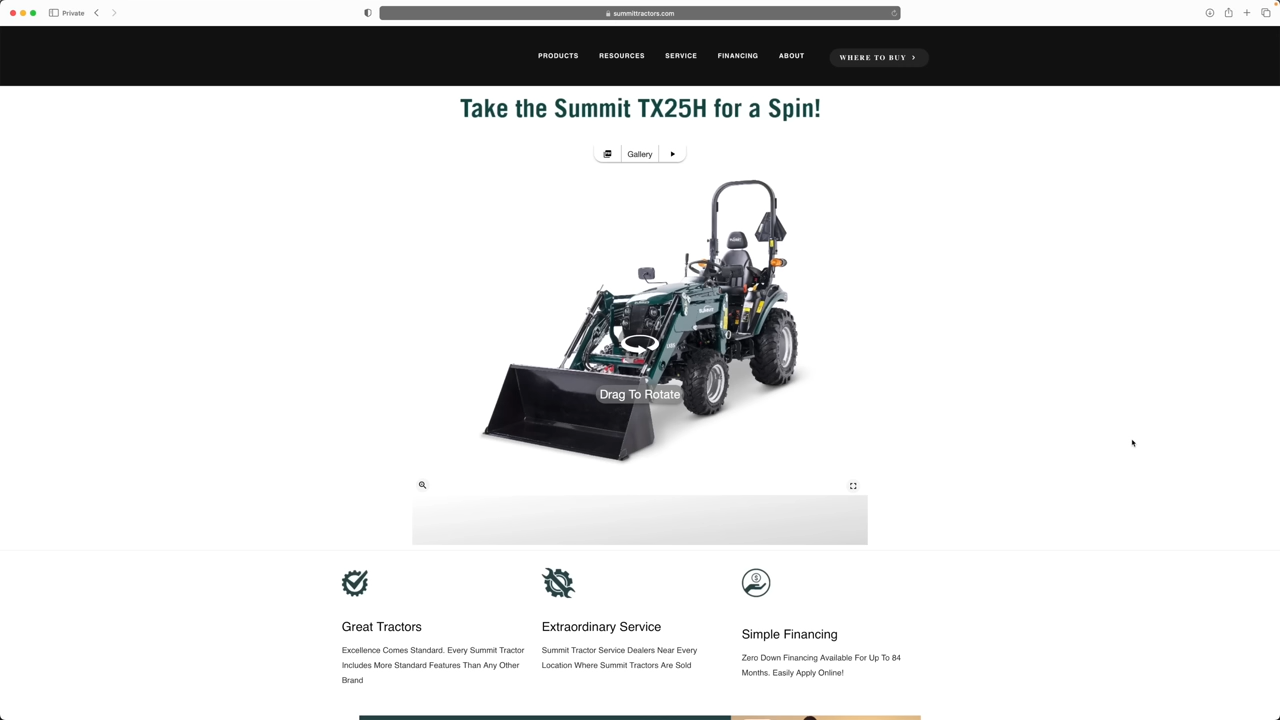 Private
summittractors.com
PRODUCTS RESOURCES SERVICE FINANCING ABOUT WHERE TO BUY
Take the Summit TX25H for a Spin!
Gallery
Drag To Rotate
Great Tractors
Excellence Comes Standard. Every Summit Tractor
Includes More Standard Features Than Any Other
Brand
Extraordinary Service
Summit Tractor Service Dealers Near Every
Location Where Summit Tractors Are Sold
Simple Financing
Zero Down Financing Available For Up To 84
Months. Easily Apply Online!